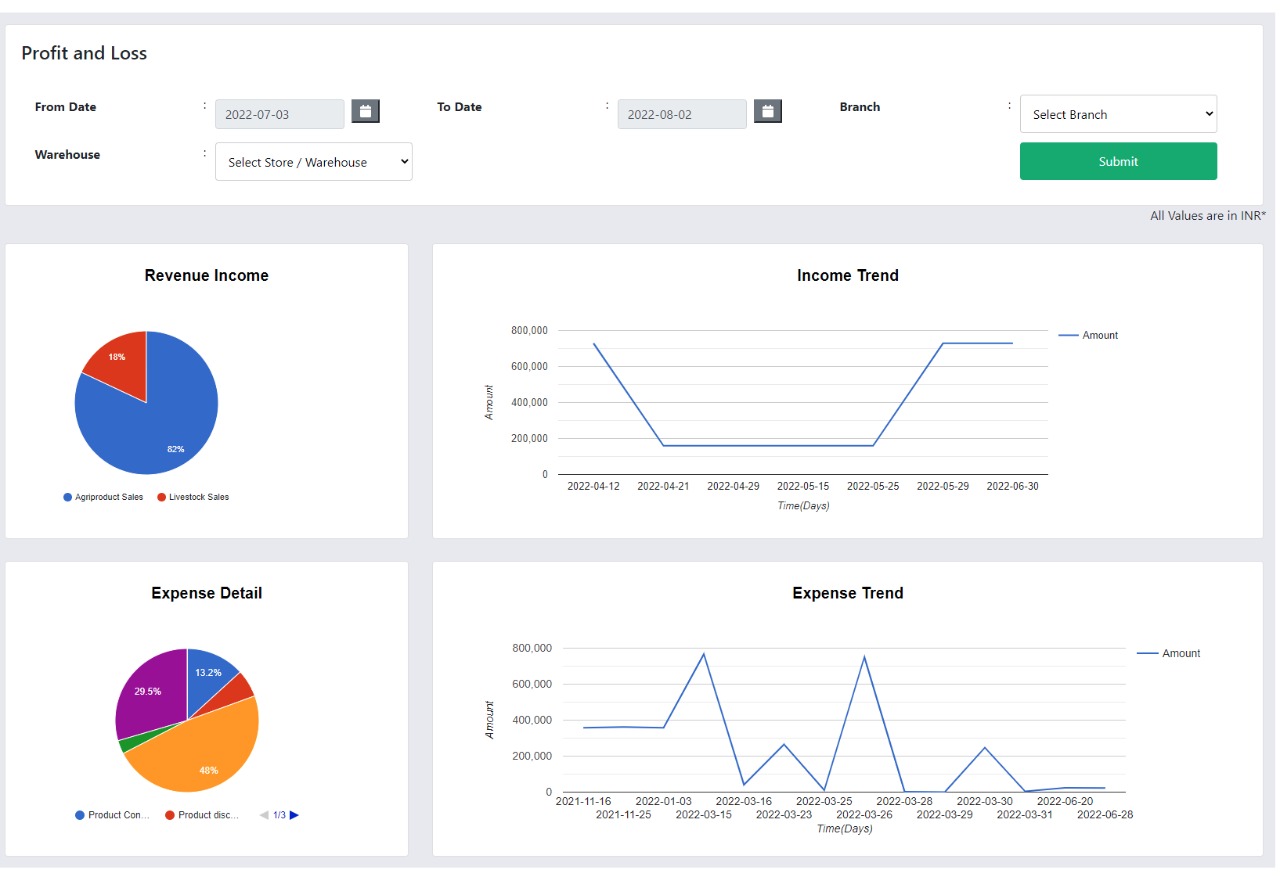 Profit and Loss
From Date : 2022-07-03 To Date : 2022-08-02 Branch : Select Branch
Warehouse : Select Store / Warehouse Submit
All Values are in INR*
Revenue Income
18%
82%
Agriproduct Sales Livestock Sales
Income Trend
800,000
600,000
400,000
200,000
0
Amount
Amount
2022-04-12 2022-04-21 2022-04-29 2022-05-15 2022-05-25 2022-05-29 2022-06-30
Time(Days)
Expense Detail
13.2%
29.5%
48%
Product Con... Product disc... 1/3
Expense Trend
800,000
600,000
400,000
200,000
0
Amount
Amount
2021-11-16 2022-01-03 2022-03-16 2022-03-25 2022-03-28 2022-03-30 2022-06-20
2021-11-25 2022-03-15 2022-03-23 2022-03-26 2022-03-29 2022-03-31 2022-06-28
Time(Days)